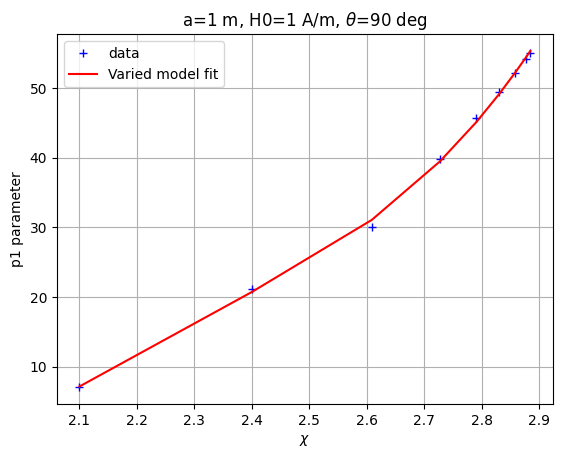 a=1 m, H0=1 A/m, θ=90 deg
data
Varied model fit
p1 parameter
50
40
30
20
10
2.1 2.2 2.3 2.4 2.5 2.6 2.7 2.8 2.9
χ